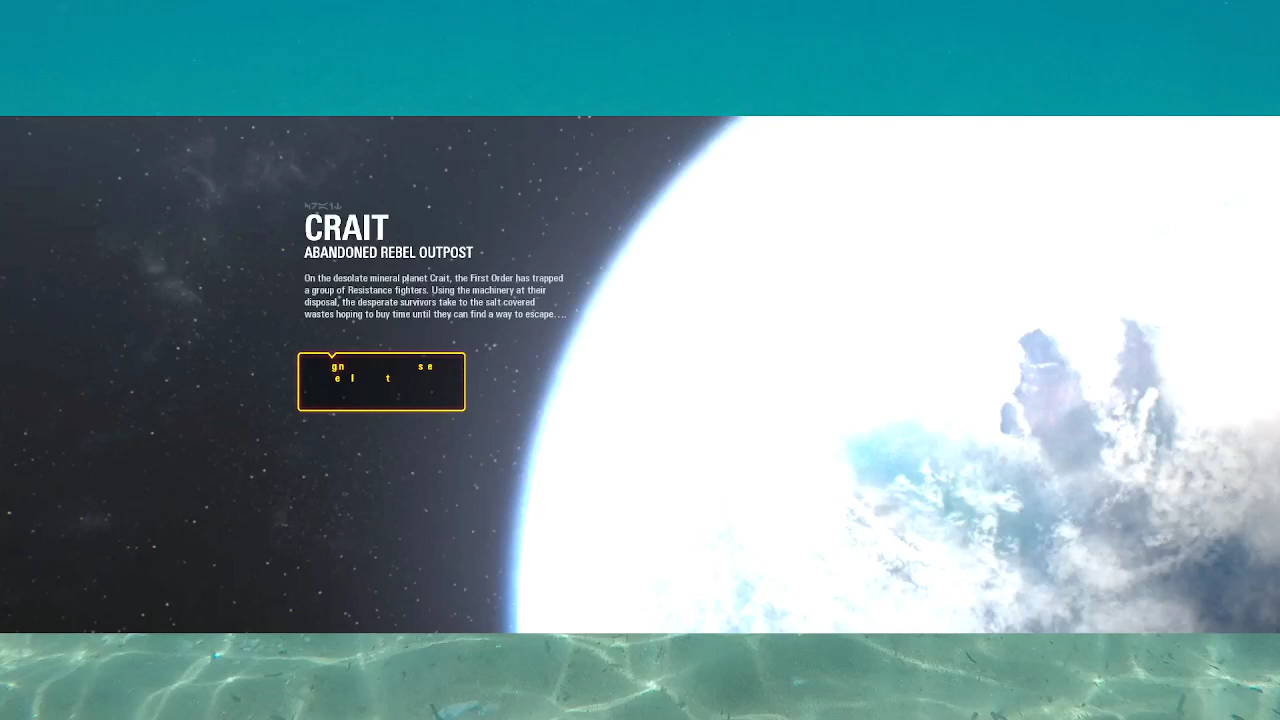 CRAIT
ABANDONED REBEL OUTPOST
On the desolate mineral planet Crait, the First Order has trapped
a group of Resistance fighters. Using the machinery at their
disposal, the desperate survivors take to the salt covered
wastes hoping to buy time until they can find a way to escape....
gn s e
e l t